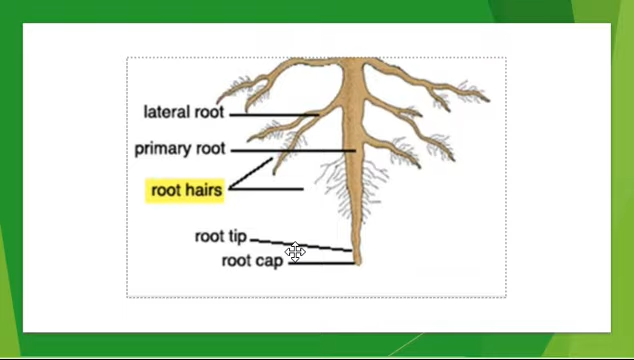 lateral root
primary root
root hairs
root tip
root cap